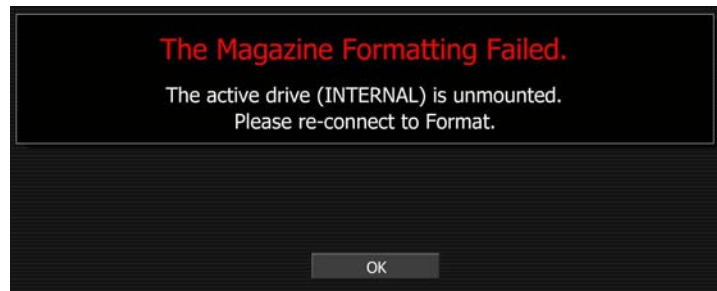 The Magazine Formatting Failed.
The active drive (INTERNAL) is unmounted.
Please re-connect to Format.
OK